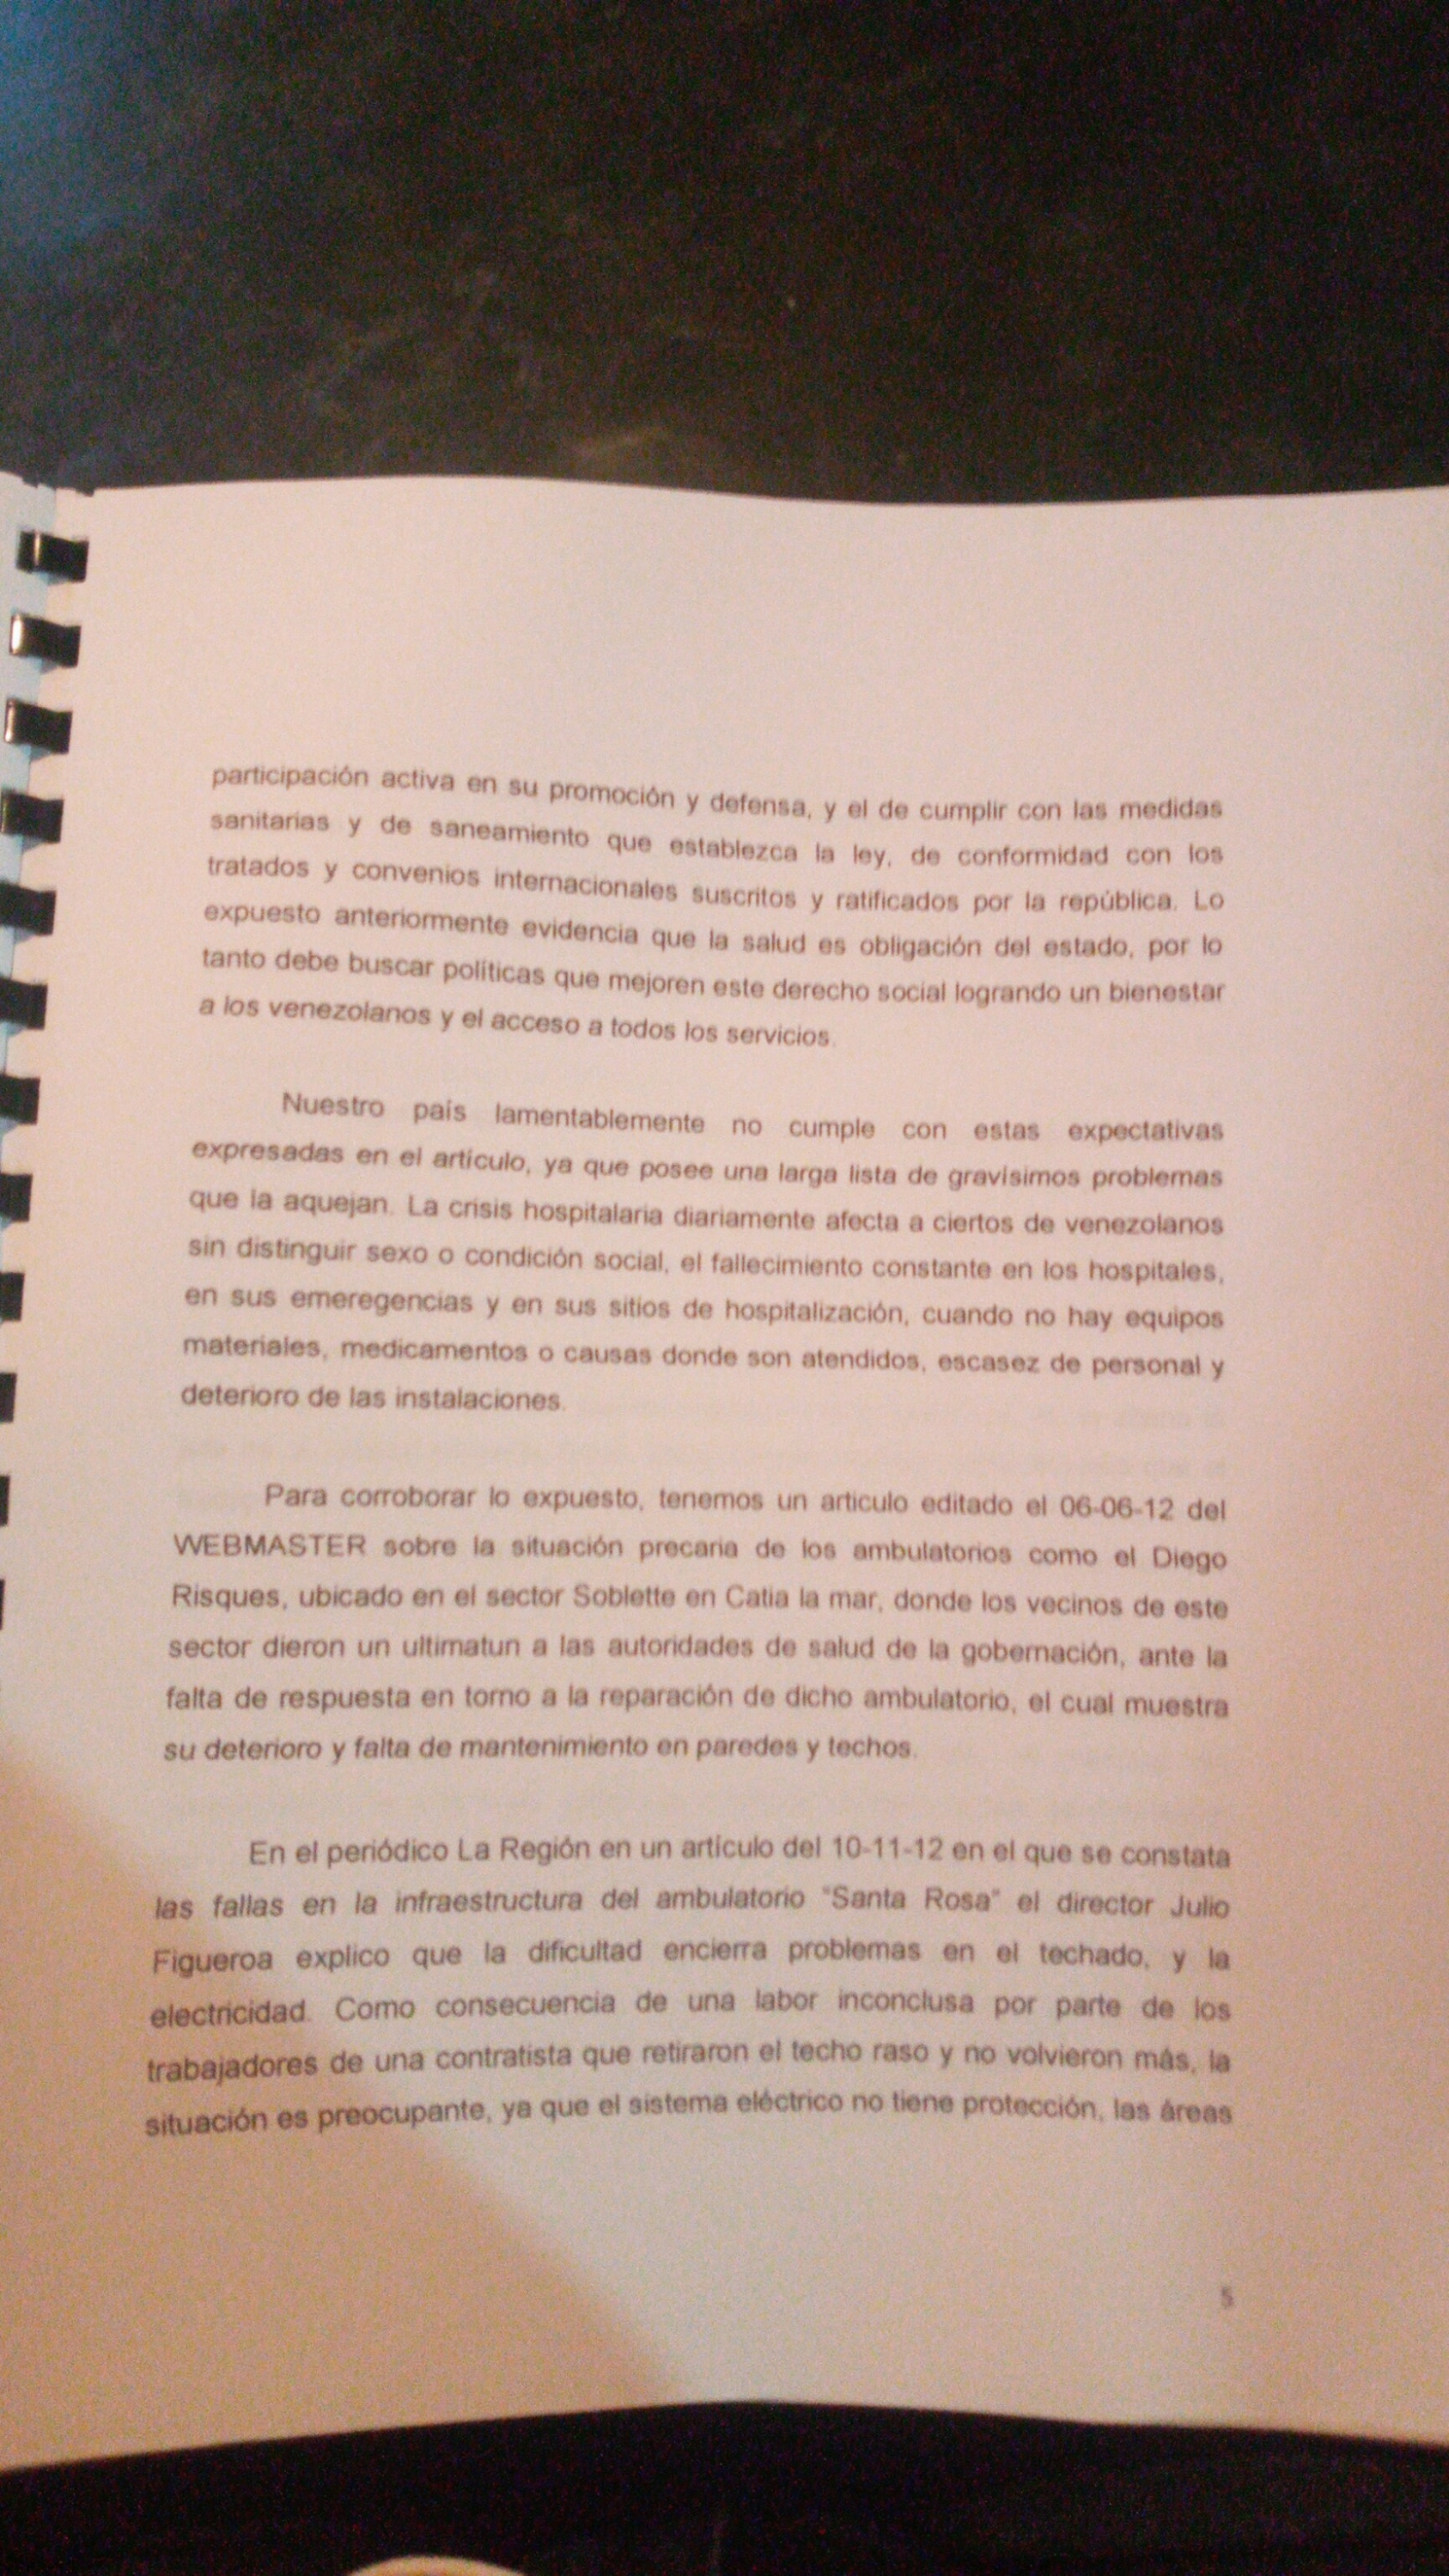 participación activa en su promoción y defensa, y el de cumplir con las medidas
sanitarias y de saneamiento que establezca la ley, de conformidad con los
tratados y convenios internacionales suscritos y ratificados por la república. Lo
expuesto anteriormente evidencia que la salud es obligación del estado, por lo
tanto debe buscar políticas que mejoren este derecho social logrando un bienestar
a los venezolanos y el acceso a todos los servicios.
Nuestro país lamentablemente no cumple con estas expectativas
expresadas en el artículo, ya que posee una larga lista de gravísimos problemas
que la aquejan. La crisis hospitalaria diariamente afecta a ciertos de venezolanos
sin distinguir sexo o condición social, el fallecimiento constante en los hospitales,
en sus emeregencias y en sus sitios de hospitalización, cuando no hay equipos
materiales, medicamentos o causas donde son atendidos, escasez de personal y
deterioro de las instalaciones.
Para corroborar lo expuesto, tenemos un artículo editado el 06-06-12 del
WEBMASTER sobre la situación precaria de los ambulatorios como el Diego
Risques, ubicado en el sector Soblette en Catia la mar, donde los vecinos de este
sector dieron un ultimatun a las autoridades de salud de la gobernación, ante la
falta de respuesta en torno a la reparación de dicho ambulatorio, el cual muestra
su deterioro y falta de mantenimiento en paredes y techos.
En el periódico La Región en un artículo del 10-11-12 en el que se constata
las fallas en la infraestructura del ambulatorio "Santa Rosa" el director Julio
Figueroa explico que la dificultad encierra problemas en el techado, y la
electricidad. Como consecuencia de una labor inconclusa por parte de los
trabajadores de una contratista que retiraron el techo raso y no volvieron más, la
situación es preocupante, ya que el sistema eléctrico no tiene protección, las áreas